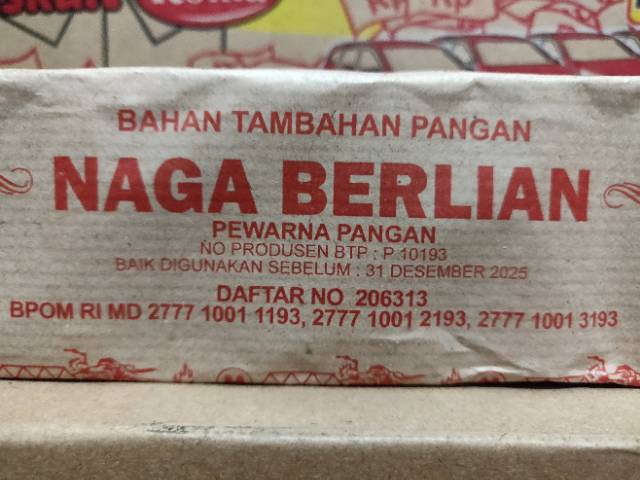 BAHAN TAMBAHAN PANGAN
NAGA BERLIAN
PEWARNA PANGAN
NO PRODUSEN BTP : P 10193
BAIK DIGUNAKAN SEBELUM : 31 DESEMBER 2025
DAFTAR NO 206313
BPOM RI MD 2777 1001 1193, 2777 1001 2193, 2777 1001 3193